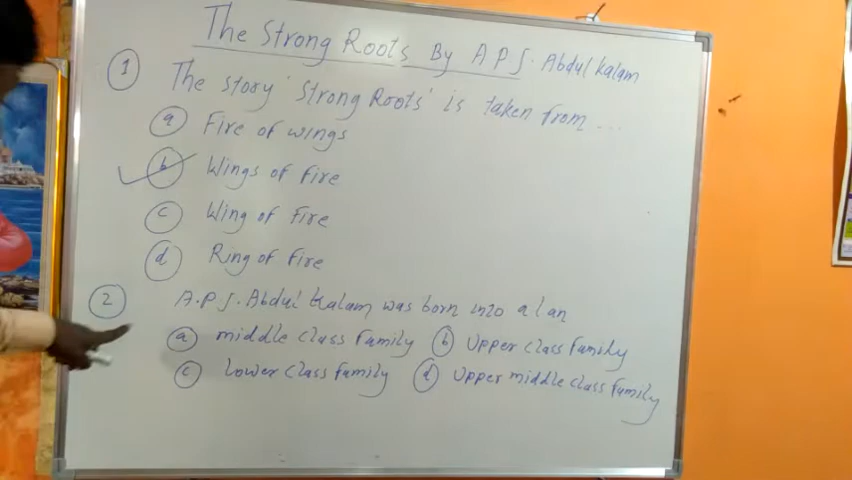 The Strong Roots By A P J. Abdul Kalam
1 The story 'Strong Roots' is taken from ...
a Fire of wings
b Wings of Fire
c Wing of Fire
d Ring of Fire
2 A.P.J. Abdul Kalam was born into a/an
a middle class Family b Upper class Family
c lower class Family d Upper middle class Family